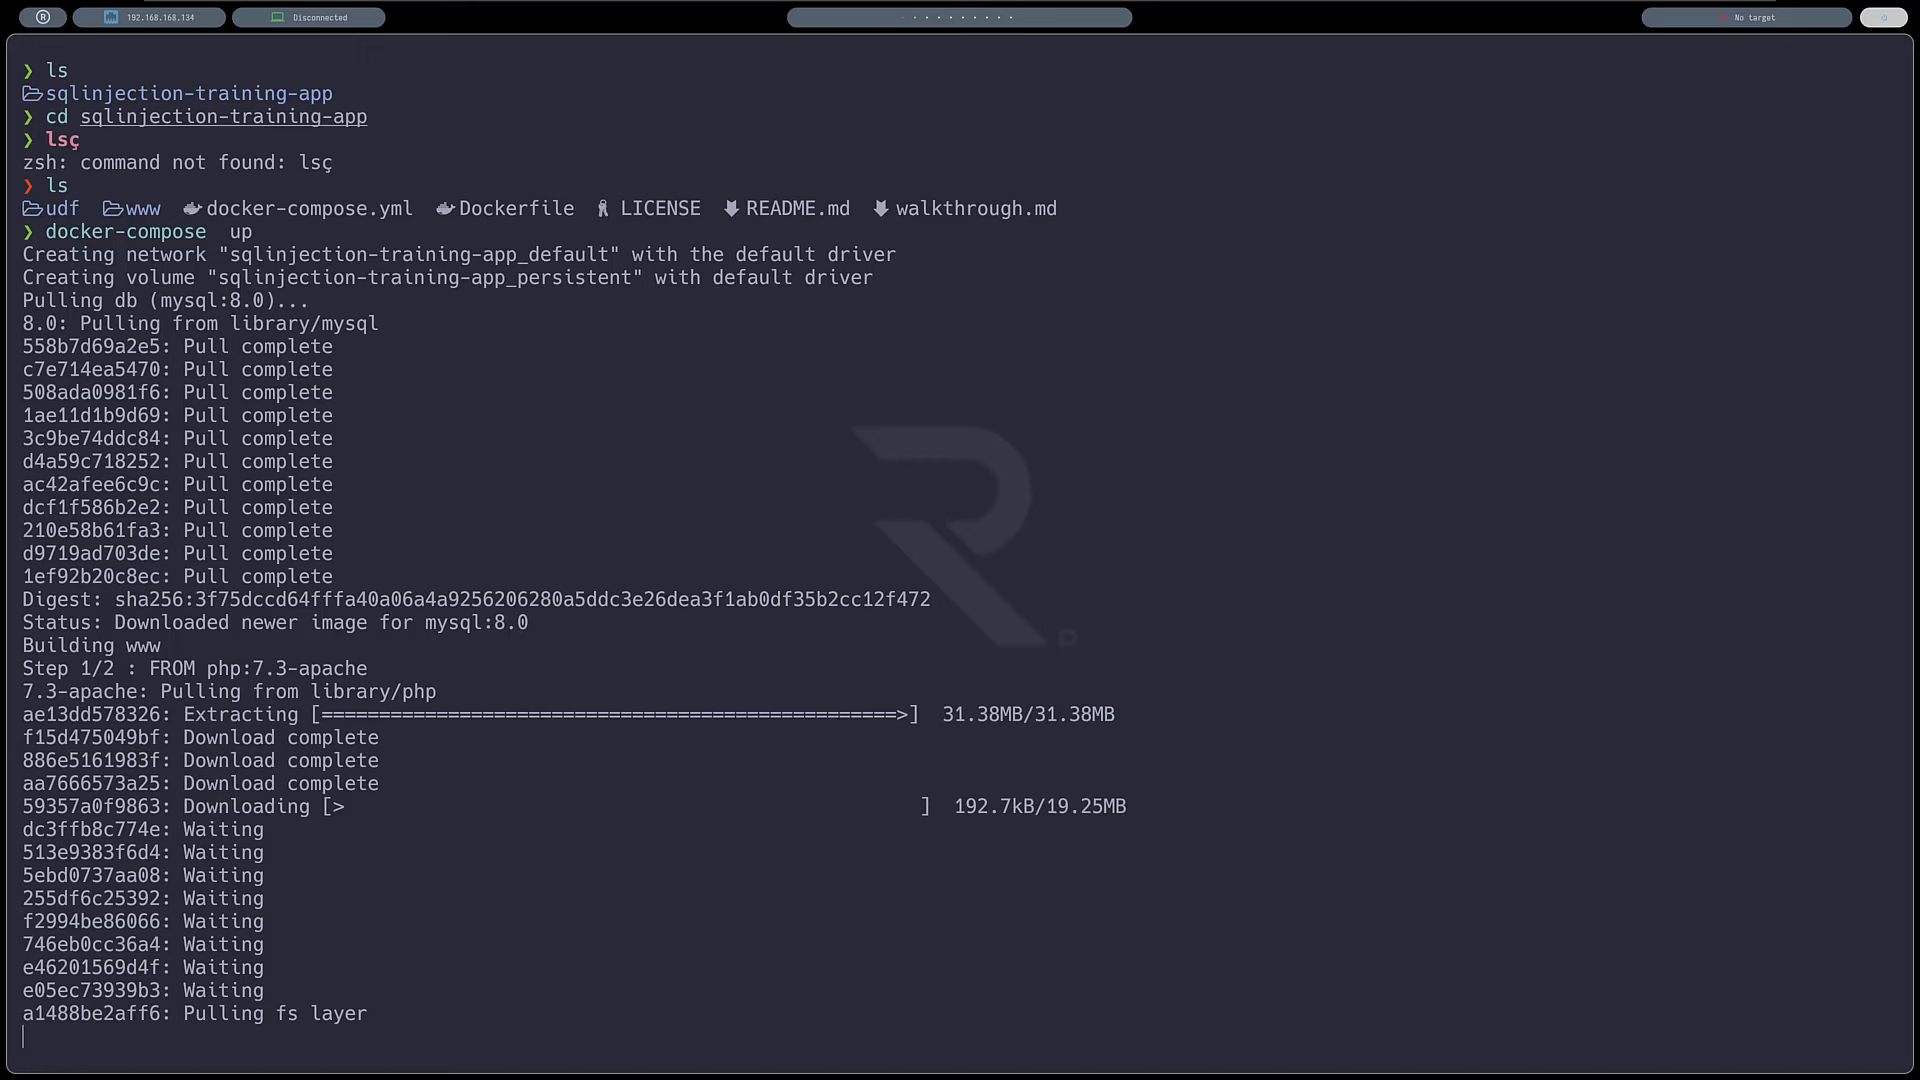 R 192.168.168.134 Disconnected No target
❯ ls
sqlinjection-training-app
❯ cd sqlinjection-training-app
❯ lsç
zsh: command not found: lsç
❯ ls
udf www docker-compose.yml Dockerfile LICENSE README.md walkthrough.md
❯ docker-compose  up
Creating network "sqlinjection-training-app_default" with the default driver
Creating volume "sqlinjection-training-app_persistent" with default driver
Pulling db (mysql:8.0)...
8.0: Pulling from library/mysql
558b7d69a2e5: Pull complete
c7e714ea5470: Pull complete
508ada0981f6: Pull complete
1ae11d1b9d69: Pull complete
3c9be74ddc84: Pull complete
d4a59c718252: Pull complete
ac42afee6c9c: Pull complete
dcf1f586b2e2: Pull complete
210e58b61fa3: Pull complete
d9719ad703de: Pull complete
1ef92b20c8ec: Pull complete
Digest: sha256:3f75dccd64fffa40a06a4a9256206280a5ddc3e26dea3f1ab0df35b2cc12f472
Status: Downloaded newer image for mysql:8.0
Building www
Step 1/2 : FROM php:7.3-apache
7.3-apache: Pulling from library/php
ae13dd578326: Extracting [==================================================>]  31.38MB/31.38MB
f15d475049bf: Download complete
886e5161983f: Download complete
aa7666573a25: Download complete
59357a0f9863: Downloading [>                                                  ]  192.7kB/19.25MB
dc3ffb8c774e: Waiting
513e9383f6d4: Waiting
5ebd0737aa08: Waiting
255df6c25392: Waiting
f2994be86066: Waiting
746eb0cc36a4: Waiting
e46201569d4f: Waiting
e05ec73939b3: Waiting
a1488be2aff6: Pulling fs layer